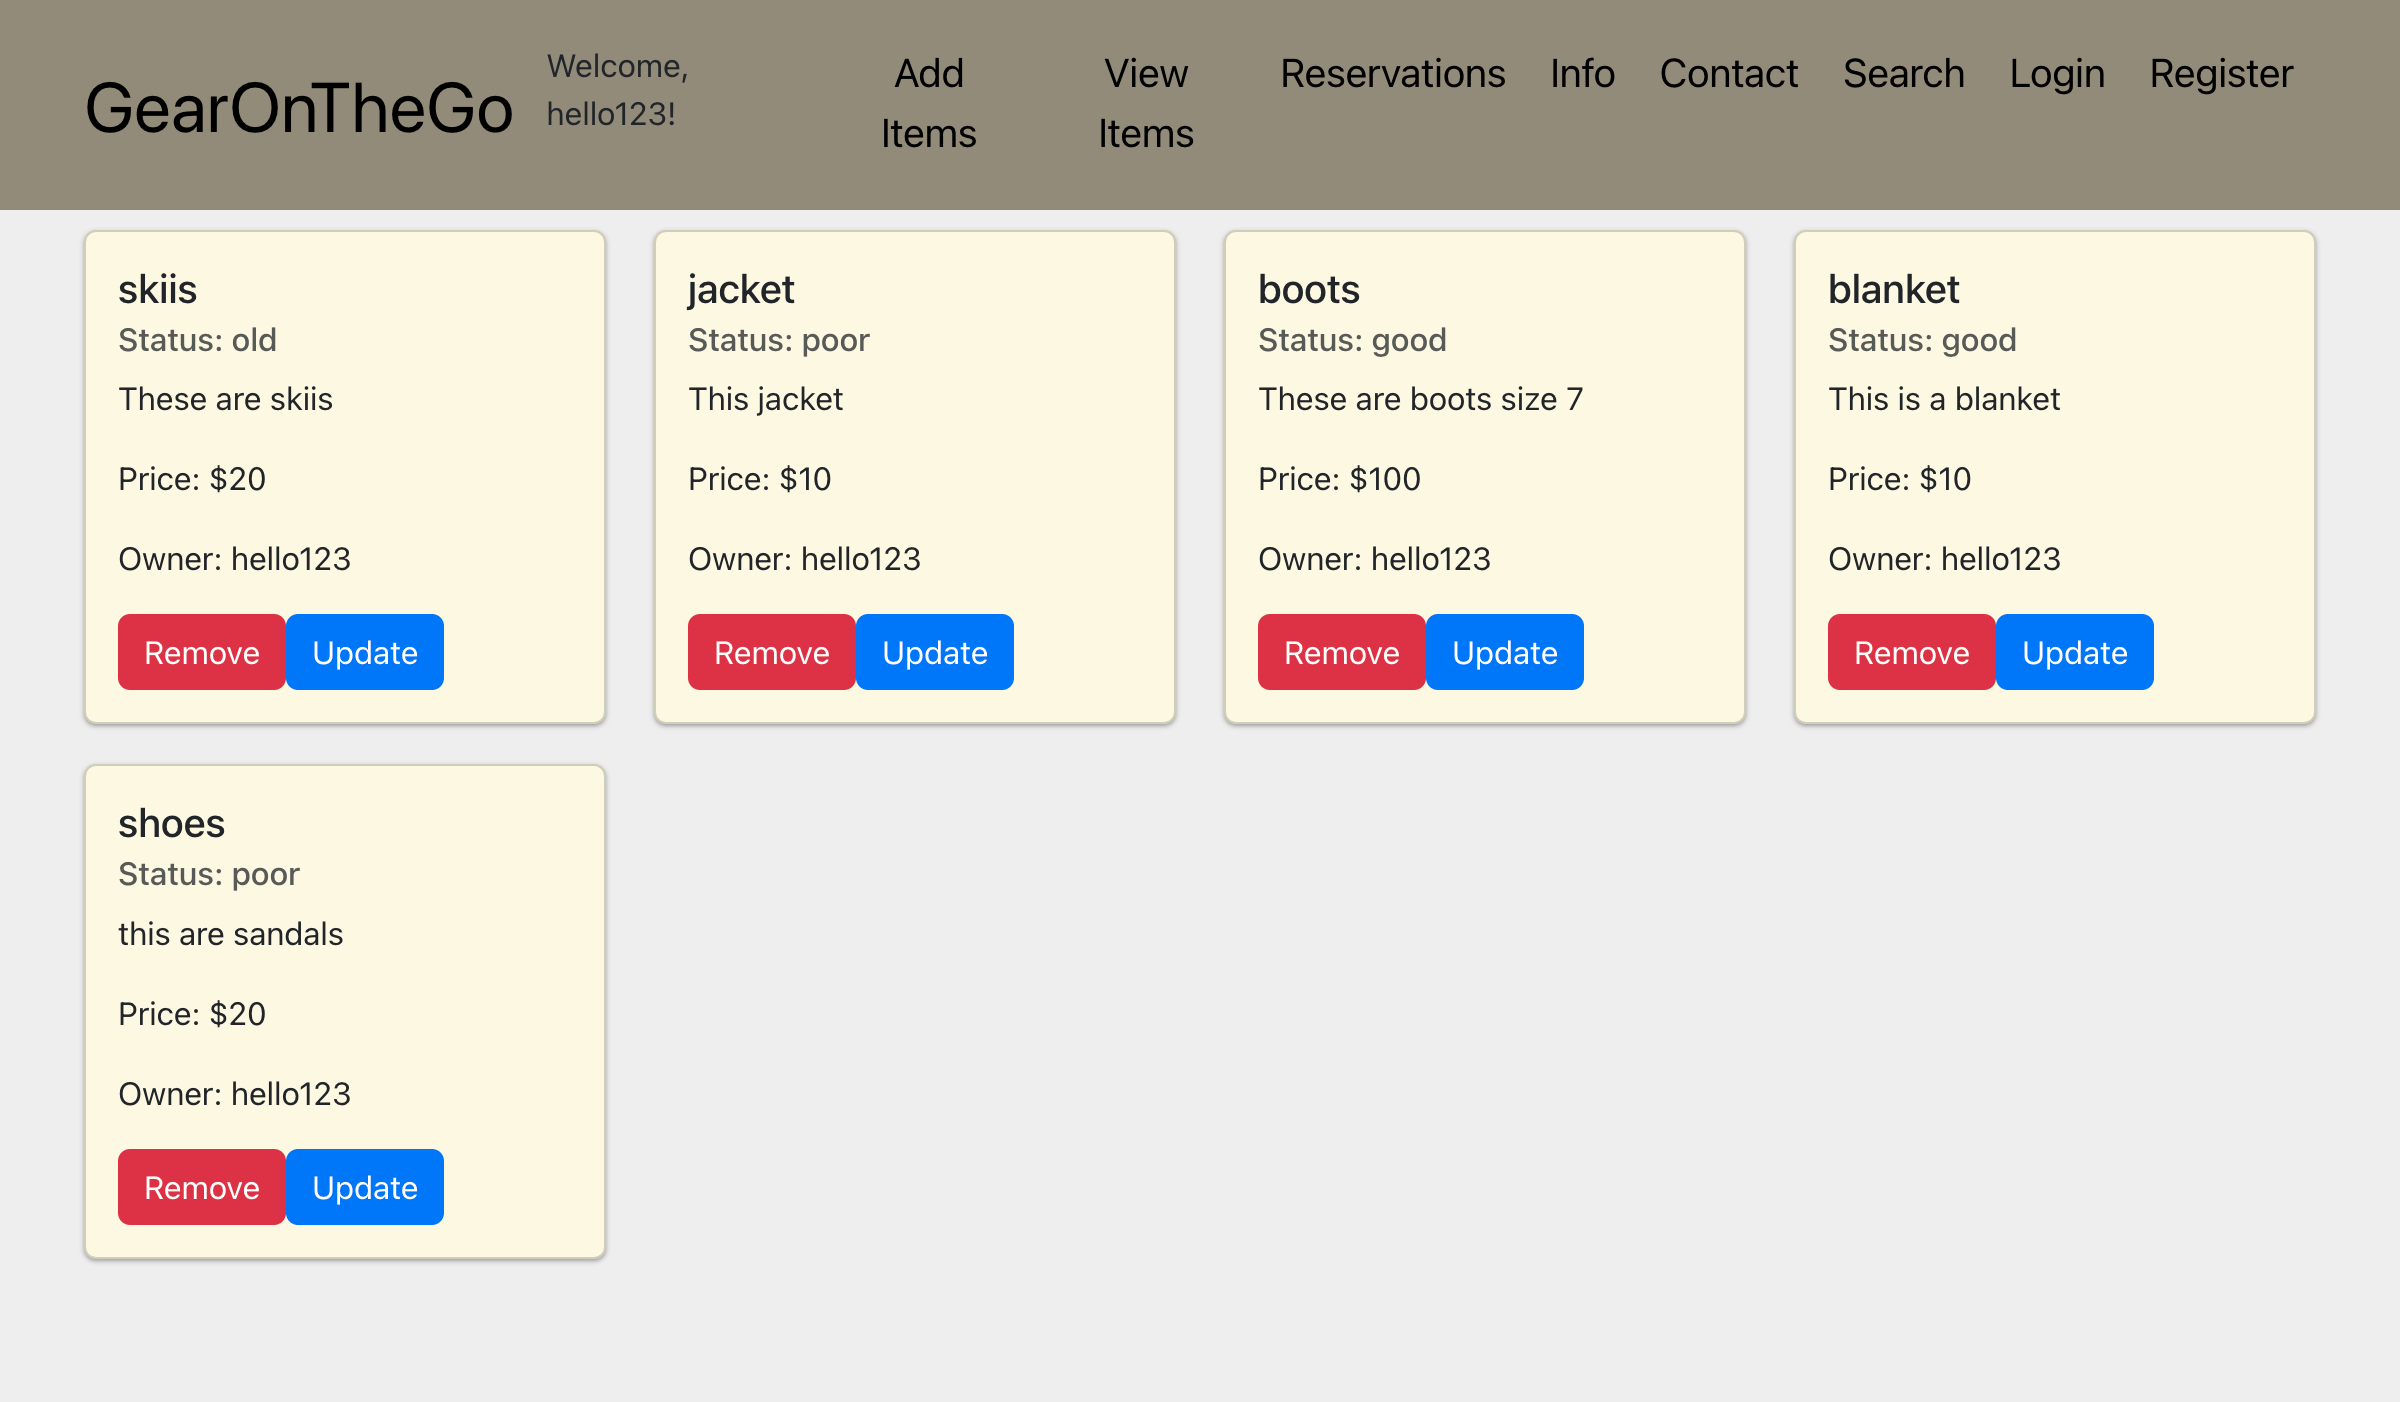 GearOnTheGo
Welcome,
hello123!
Add
Items
View
Items
Reservations
Info
Contact
Search
Login
Register
skiis
Status: old
These are skiis
Price: $20
Owner: hello123
Remove
Update
jacket
Status: poor
This jacket
Price: $10
Owner: hello123
Remove
Update
boots
Status: good
These are boots size 7
Price: $100
Owner: hello123
Remove
Update
blanket
Status: good
This is a blanket
Price: $10
Owner: hello123
Remove
Update
shoes
Status: poor
this are sandals
Price: $20
Owner: hello123
Remove
Update